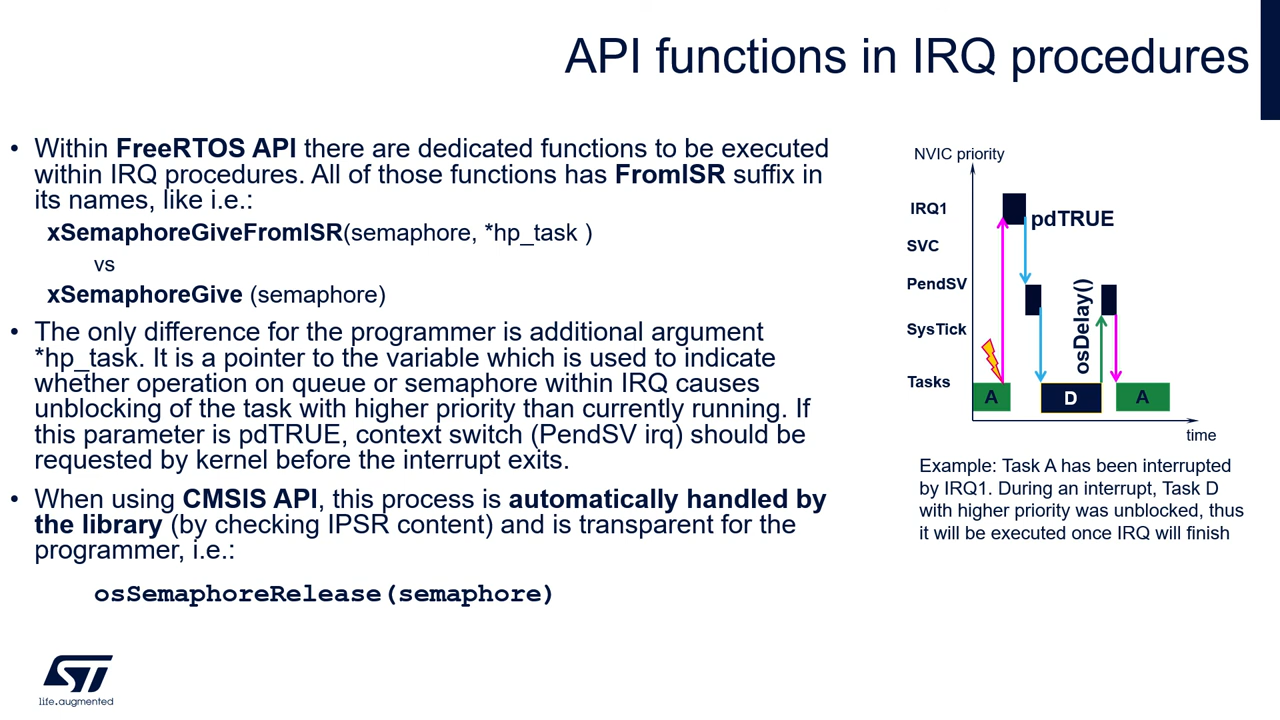 API functions in IRQ procedures
• Within FreeRTOS API there are dedicated functions to be executed
within IRQ procedures. All of those functions has FromISR suffix in
its names, like i.e.:
xSemaphoreGiveFromISR(semaphore, *hp_task )
vs
xSemaphoreGive (semaphore)
• The only difference for the programmer is additional argument
*hp_task. It is a pointer to the variable which is used to indicate
whether operation on queue or semaphore within IRQ causes
unblocking of the task with higher priority than currently running. If
this parameter is pdTRUE, context switch (PendSV irq) should be
requested by kernel before the interrupt exits.
• When using CMSIS API, this process is automatically handled by
the library (by checking IPSR content) and is transparent for the
programmer, i.e.:
osSemaphoreRelease(semaphore)
NVIC priority
IRQ1
pdTRUE
SVC
PendSV
SysTick
osDelay()
Tasks
A
D
A
time
Example: Task A has been interrupted
by IRQ1. During an interrupt, Task D
with higher priority was unblocked, thus
it will be executed once IRQ will finish
ST
life.augmented